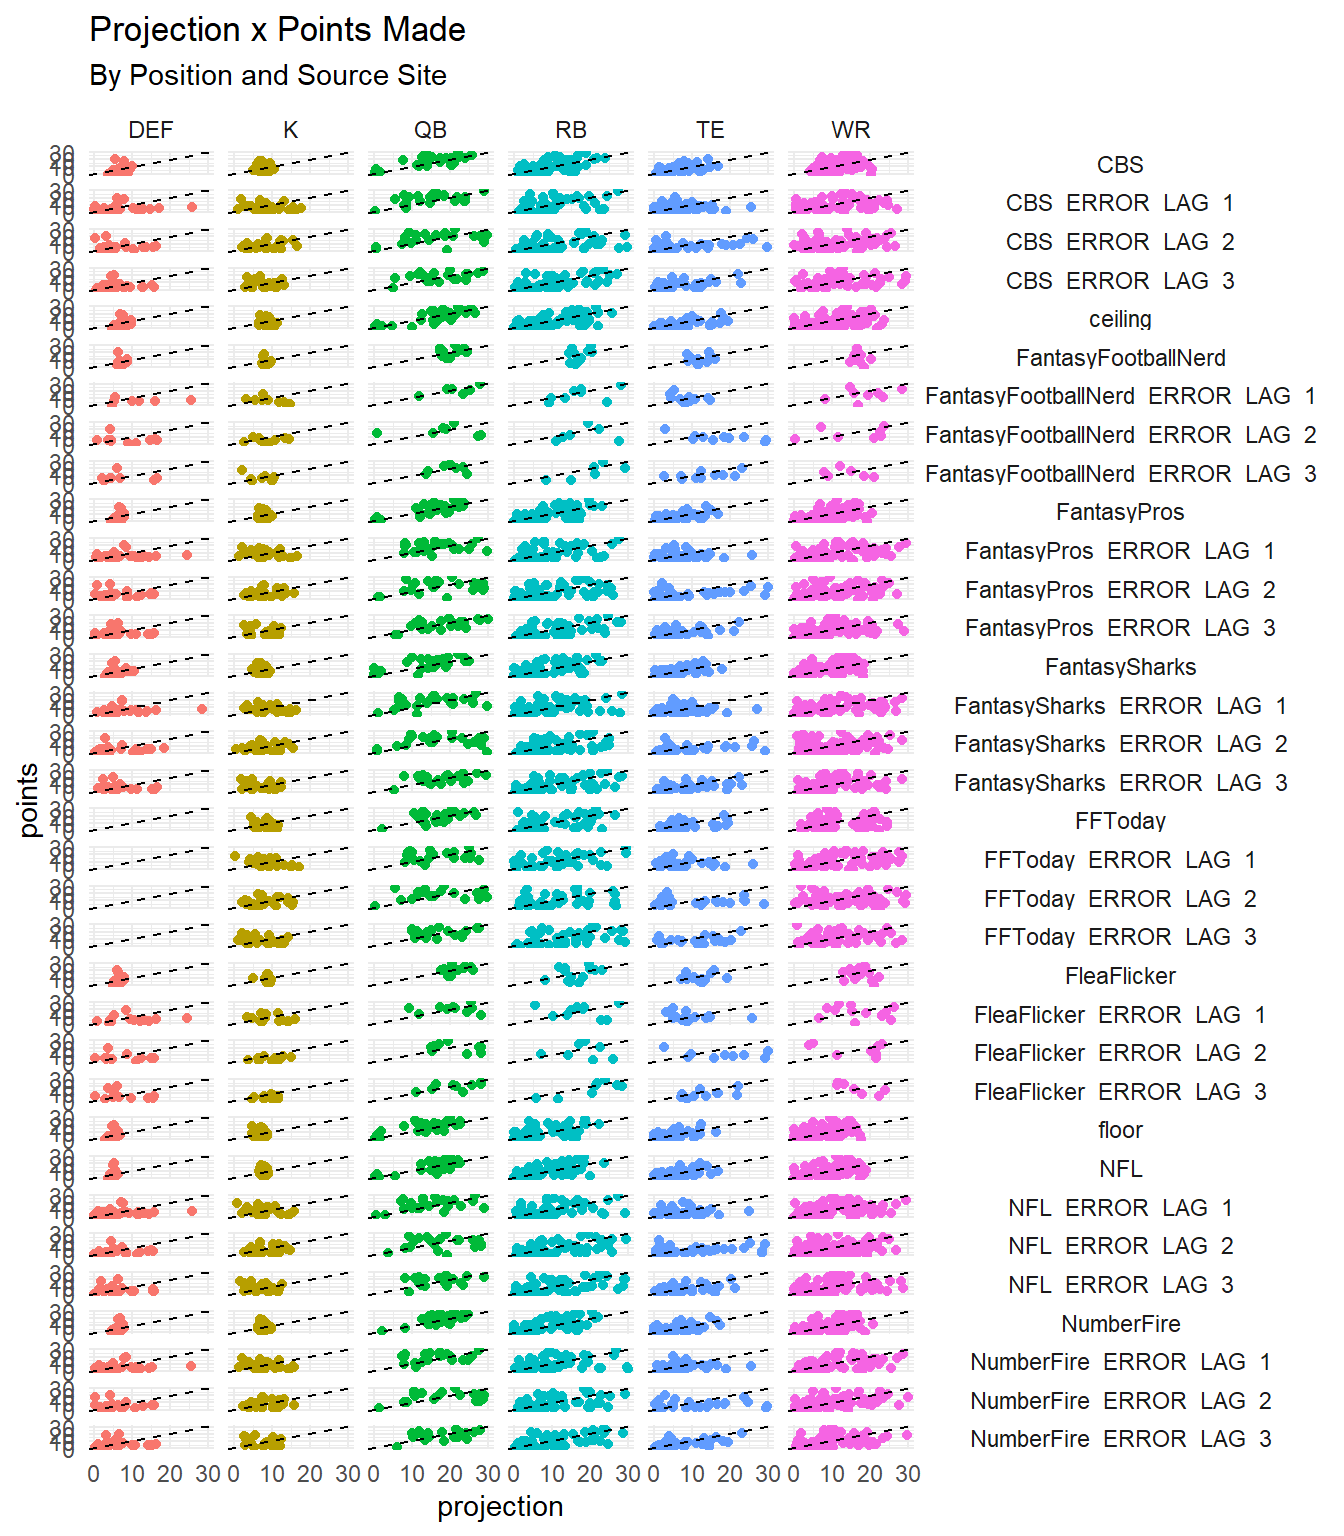 Projection x Points Made
By Position and Source Site
DEF K QB RB TE WR
CBS
CBS ERROR LAG 1
CBS ERROR LAG 2
CBS ERROR LAG 3
ceiling
FantasyFootballNerd
FantasyFootballNerd ERROR LAG 1
FantasyFootballNerd ERROR LAG 2
FantasyFootballNerd ERROR LAG 3
FantasyPros
FantasyPros ERROR LAG 1
FantasyPros ERROR LAG 2
FantasyPros ERROR LAG 3
FantasySharks
FantasySharks ERROR LAG 1
FantasySharks ERROR LAG 2
FantasySharks ERROR LAG 3
FFToday
FFToday ERROR LAG 1
FFToday ERROR LAG 2
FFToday ERROR LAG 3
FleaFlicker
FleaFlicker ERROR LAG 1
FleaFlicker ERROR LAG 2
FleaFlicker ERROR LAG 3
floor
NFL
NFL ERROR LAG 1
NFL ERROR LAG 2
NFL ERROR LAG 3
NumberFire
NumberFire ERROR LAG 1
NumberFire ERROR LAG 2
NumberFire ERROR LAG 3
points
0 10 20 30 0 10 20 30 0 10 20 30 0 10 20 30 0 10 20 30 0 10 20 30
projection